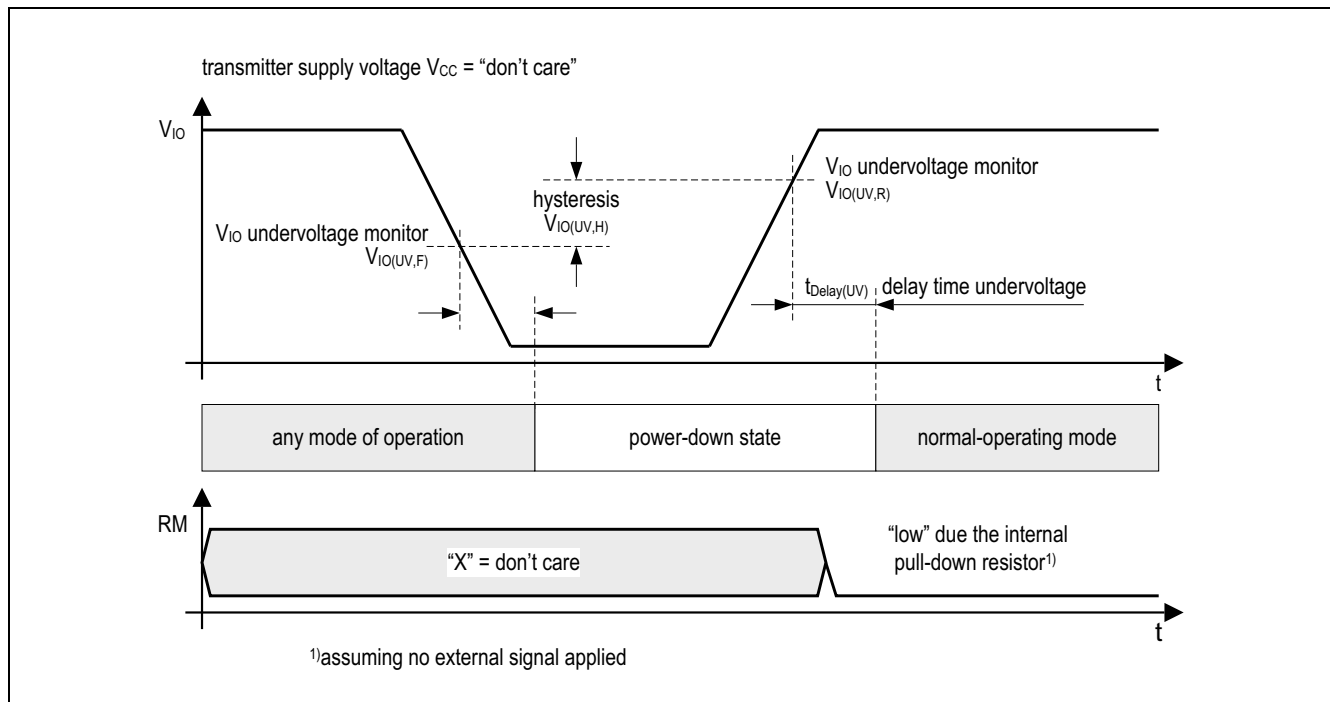 transmitter supply voltage VCC = “don’t care”
VIO
hysteresis
VIO(UV,H)
VIO undervoltage monitor
VIO(UV,R)
VIO undervoltage monitor
VIO(UV,F)
tDelay(UV) delay time undervoltage
t
any mode of operation
power-down state
normal-operating mode
RM
“X” = don’t care
“low” due the internal
pull-down resistor1)
t
1)assuming no external signal applied